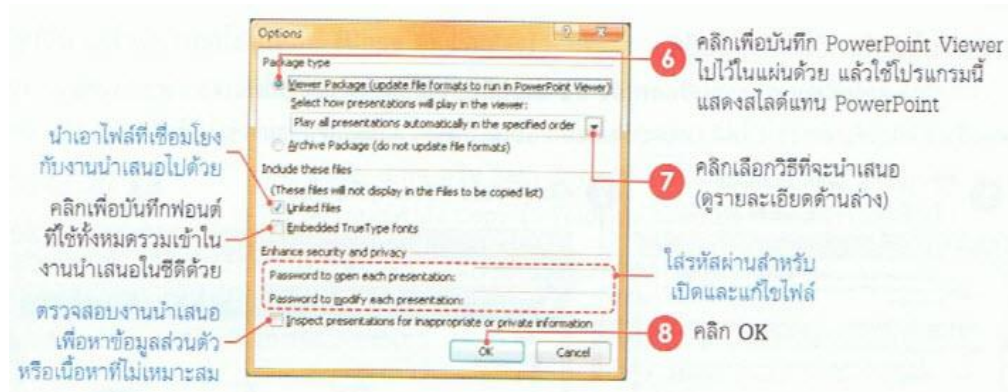 Options
Package type
Viewer Package (update file formats to run in PowerPoint Viewer)
Select how presentations will play in the viewer:
Play all presentations automatically in the specified order
Archive Package (do not update file formats)
Include these files
(These files will not display in the Files to be copied list)
Linked files
Embedded TrueType fonts
Enhance security and privacy
Password to open each presentation:
Password to modify each presentation:
Inspect presentations for inappropriate or private information
OK
Cancel
นำเอาไฟล์ที่เชื่อมโยง
กับงานนำเสนอไปด้วย
คลิกเพื่อบันทึกฟอนต์
ที่ใช้ทั้งหมดรวมเข้าใน
งานนำเสนอในซีดีด้วย
ตรวจสอบงานนำเสนอ
เพื่อหาข้อมูลส่วนตัว
หรือเนื้อหาที่ไม่เหมาะสม
6 คลิกเพื่อบันทึก PowerPoint Viewer
ไปไว้ในแผ่นด้วย แล้วใช้โปรแกรมนี้
แสดงสไลด์แทน PowerPoint
7 คลิกเลือกวิธีที่จะนำเสนอ
(ดูรายละเอียดด้านล่าง)
ใส่รหัสผ่านสำหรับ
เปิดและแก้ไขไฟล์
8 คลิก OK